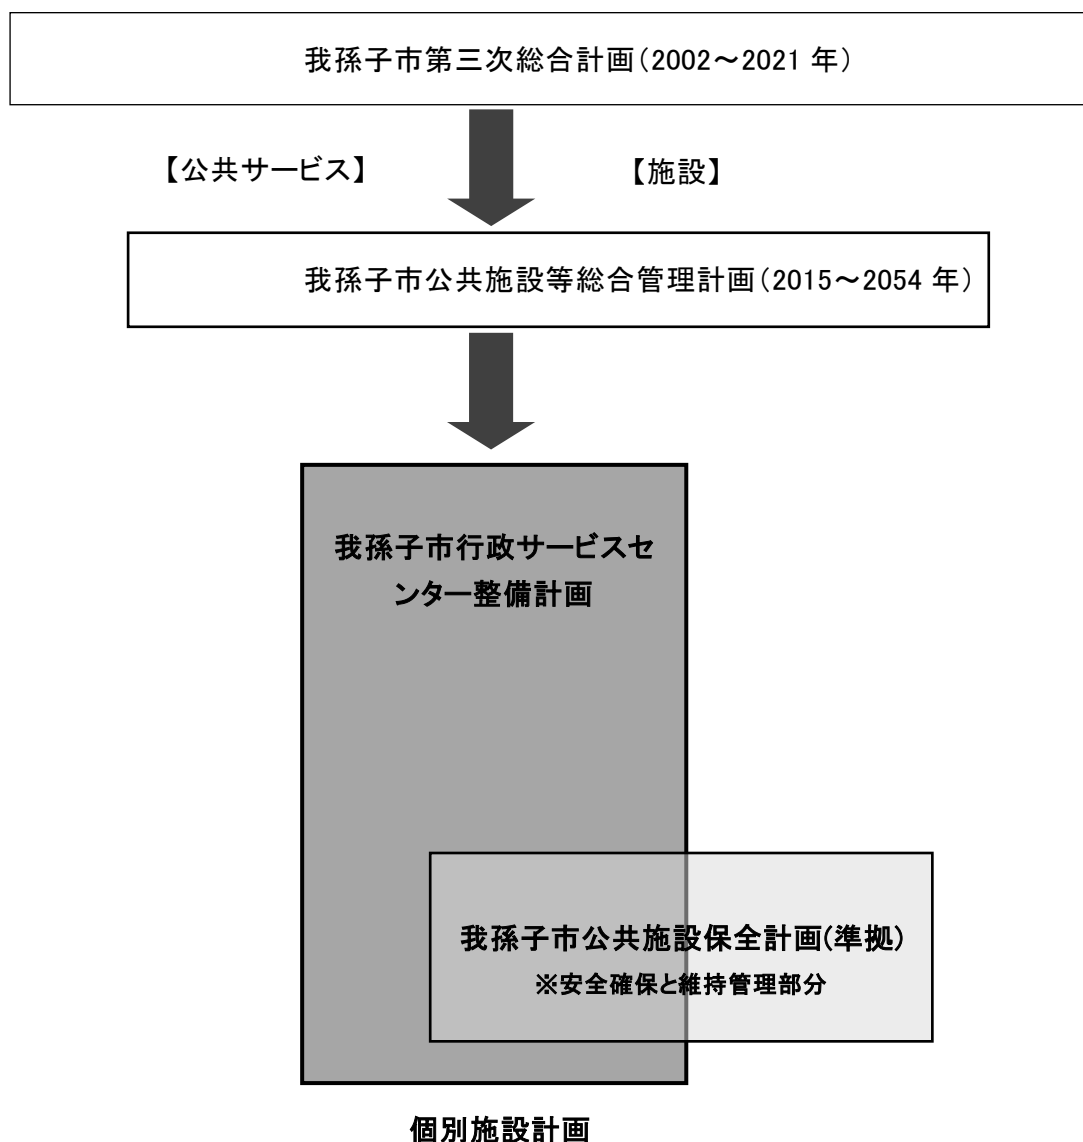 我孫子市第三次総合計画（2002～2021 年）
【公共サービス】
【施設】
我孫子市公共施設等総合管理計画（2015～2054 年）
我孫子市行政サービスセ
ンター整備計画
我孫子市公共施設保全計画(準拠)
※安全確保と維持管理部分
個別施設計画